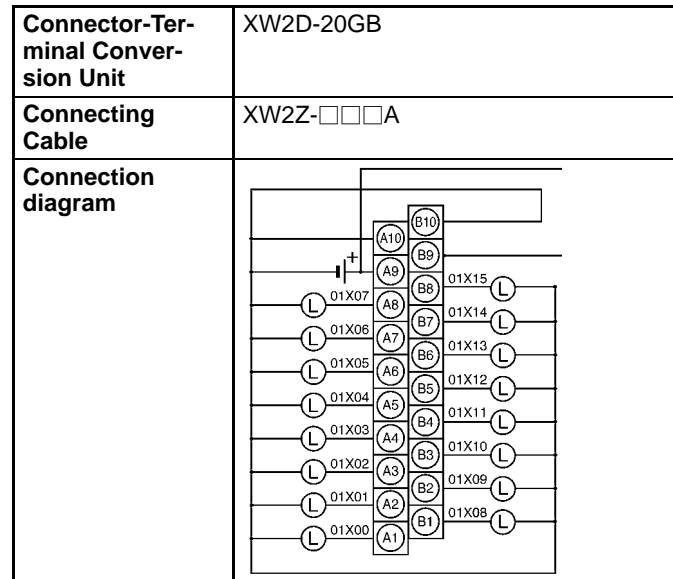 Connector-Ter-
minal Conver-
sion Unit
XW2D-20GB
Connecting
Cable
XW2Z-□□□A
Connection
diagram
B10
A10
B9
+
A9
B8
01X15
L
L
01X07
A8
B7
01X14
L
L
01X06
A7
B6
01X13
L
L
01X05
A6
B5
01X12
L
L
01X04
A5
B4
01X11
L
L
01X03
A4
B3
01X10
L
L
01X02
A3
B2
01X09
L
L
01X01
A2
B1
01X08
L
L
01X00
A1